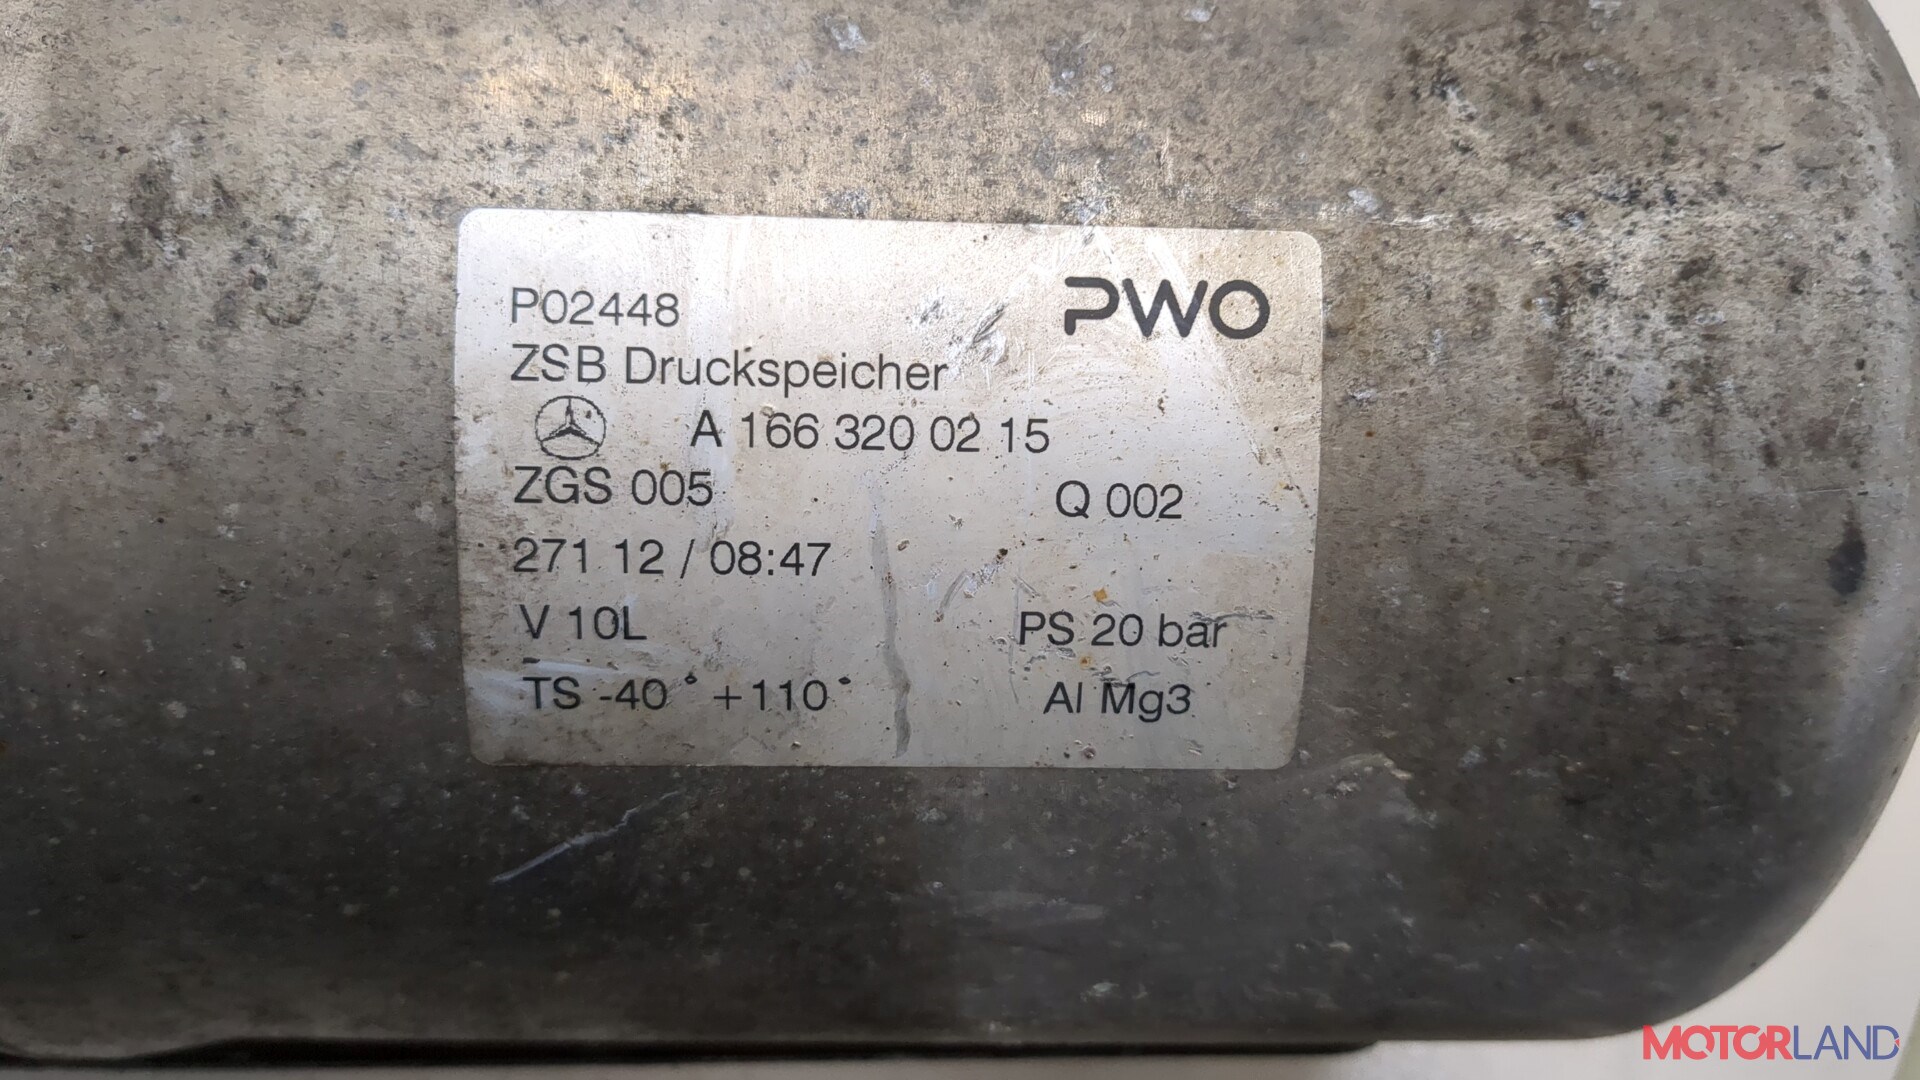 P02448
PWO
ZSB Druckspeicher
A 166 320 02 15
ZGS 005
Q 002
271 12 / 08:47
V 10L
PS 20 bar
TS -40° +110°
Al Mg3
MOTORLAND